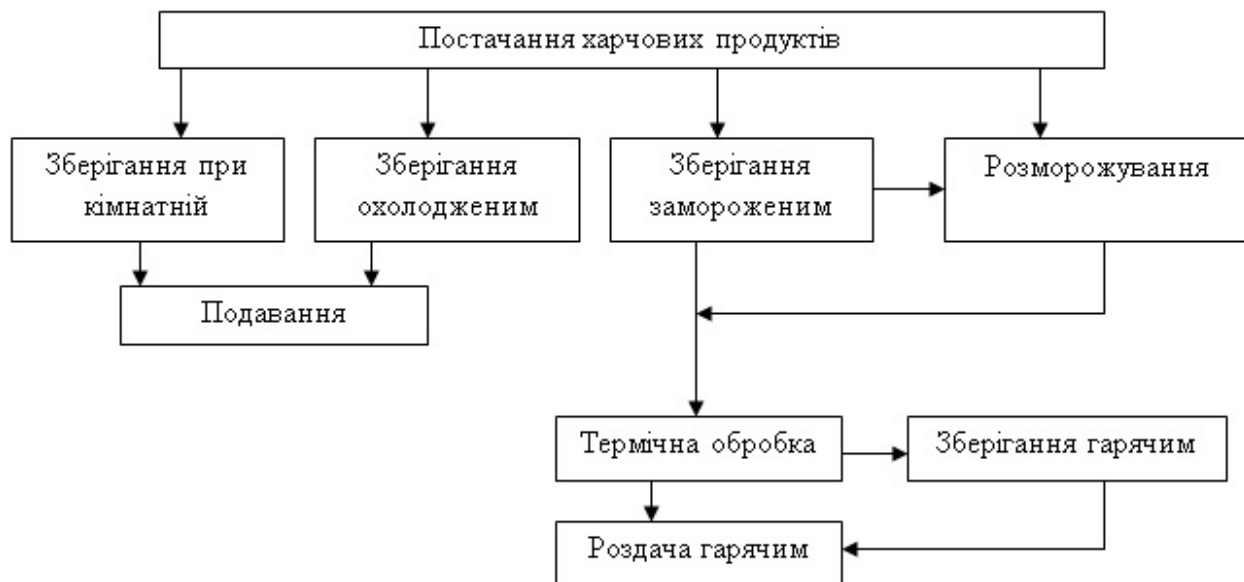 Постачання харчових продуктів
Зберігання при
кімнатній
Зберігання
охолодженим
Зберігання
замороженим
Розморожування
Подавання
Термічна обробка
Зберігання гарячим
Роздача гарячим